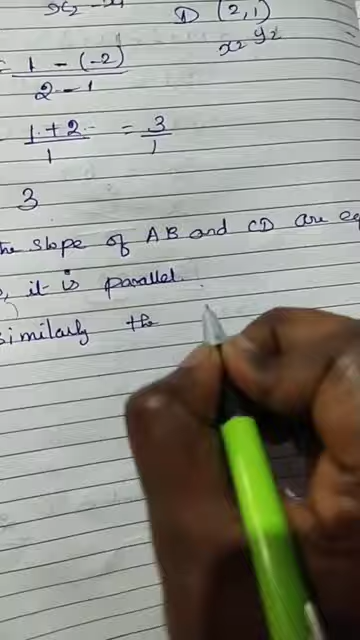 D (2,1)
x2 y2
= 1 - (-2)
2 - 1
1 + 2 = 3
1 1
3
the slope of AB and CD are eq
, it is parallel.
similarly the